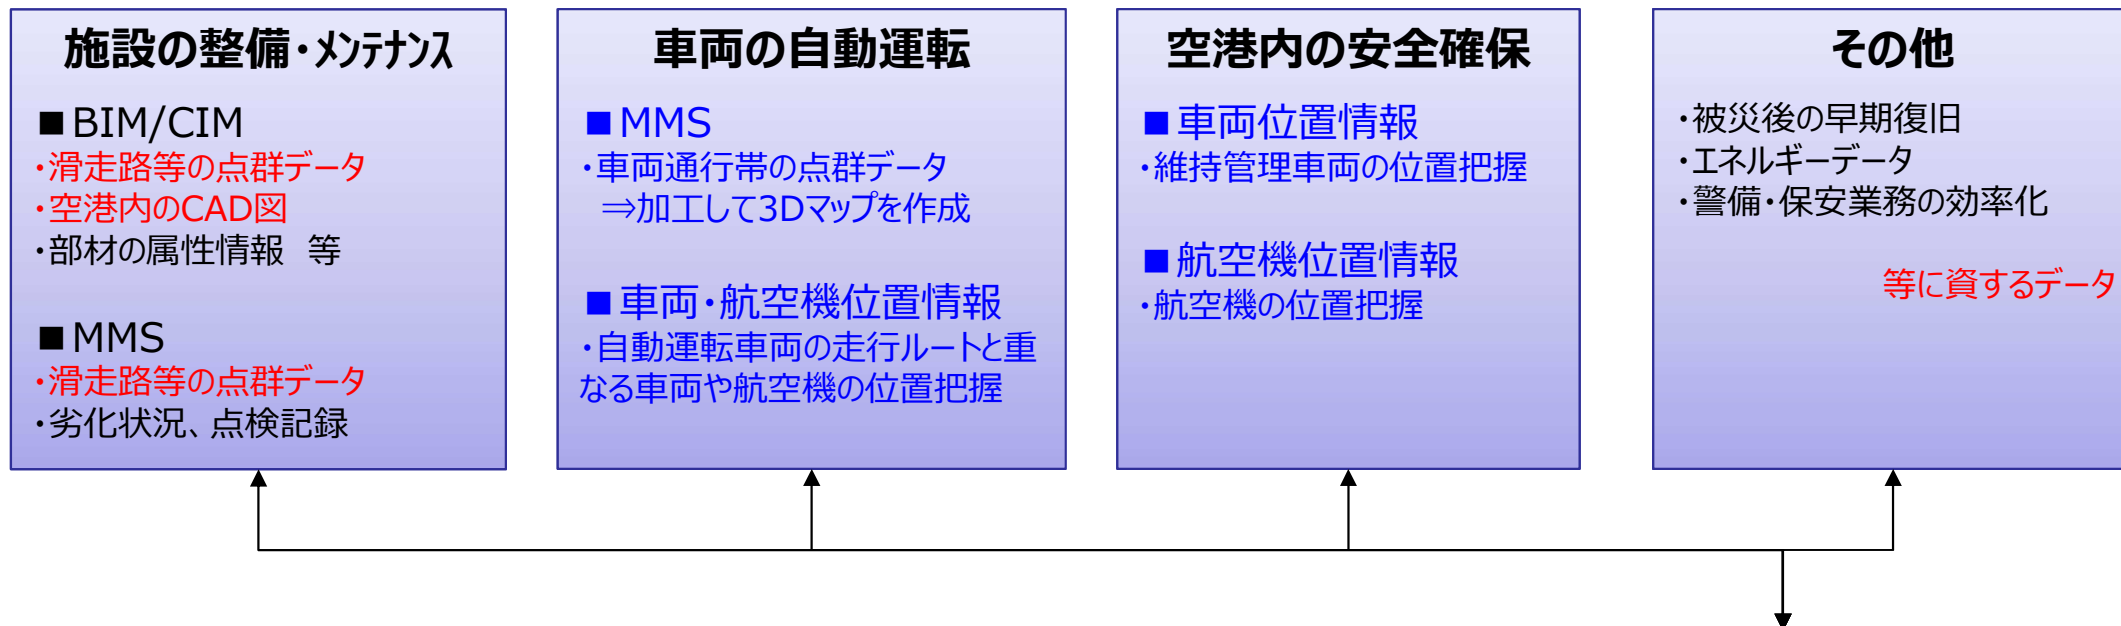 施設の整備・メンテナンス
■BIM/CIM
・滑走路等の点群データ
・空港内のCAD図
・部材の属性情報　等
■MMS
・滑走路等の点群データ
・劣化状況、点検記録
車両の自動運転
■MMS
・車両通行帯の点群データ
⇒加工して3Dマップを作成
■車両・航空機位置情報
・自動運転車両の走行ルートと重
なる車両や航空機の位置把握
空港内の安全確保
■車両位置情報
・維持管理車両の位置把握
■航空機位置情報
・航空機の位置把握
その他
・被災後の早期復旧
・エネルギーデータ
・警備・保安業務の効率化
等に資するデータ